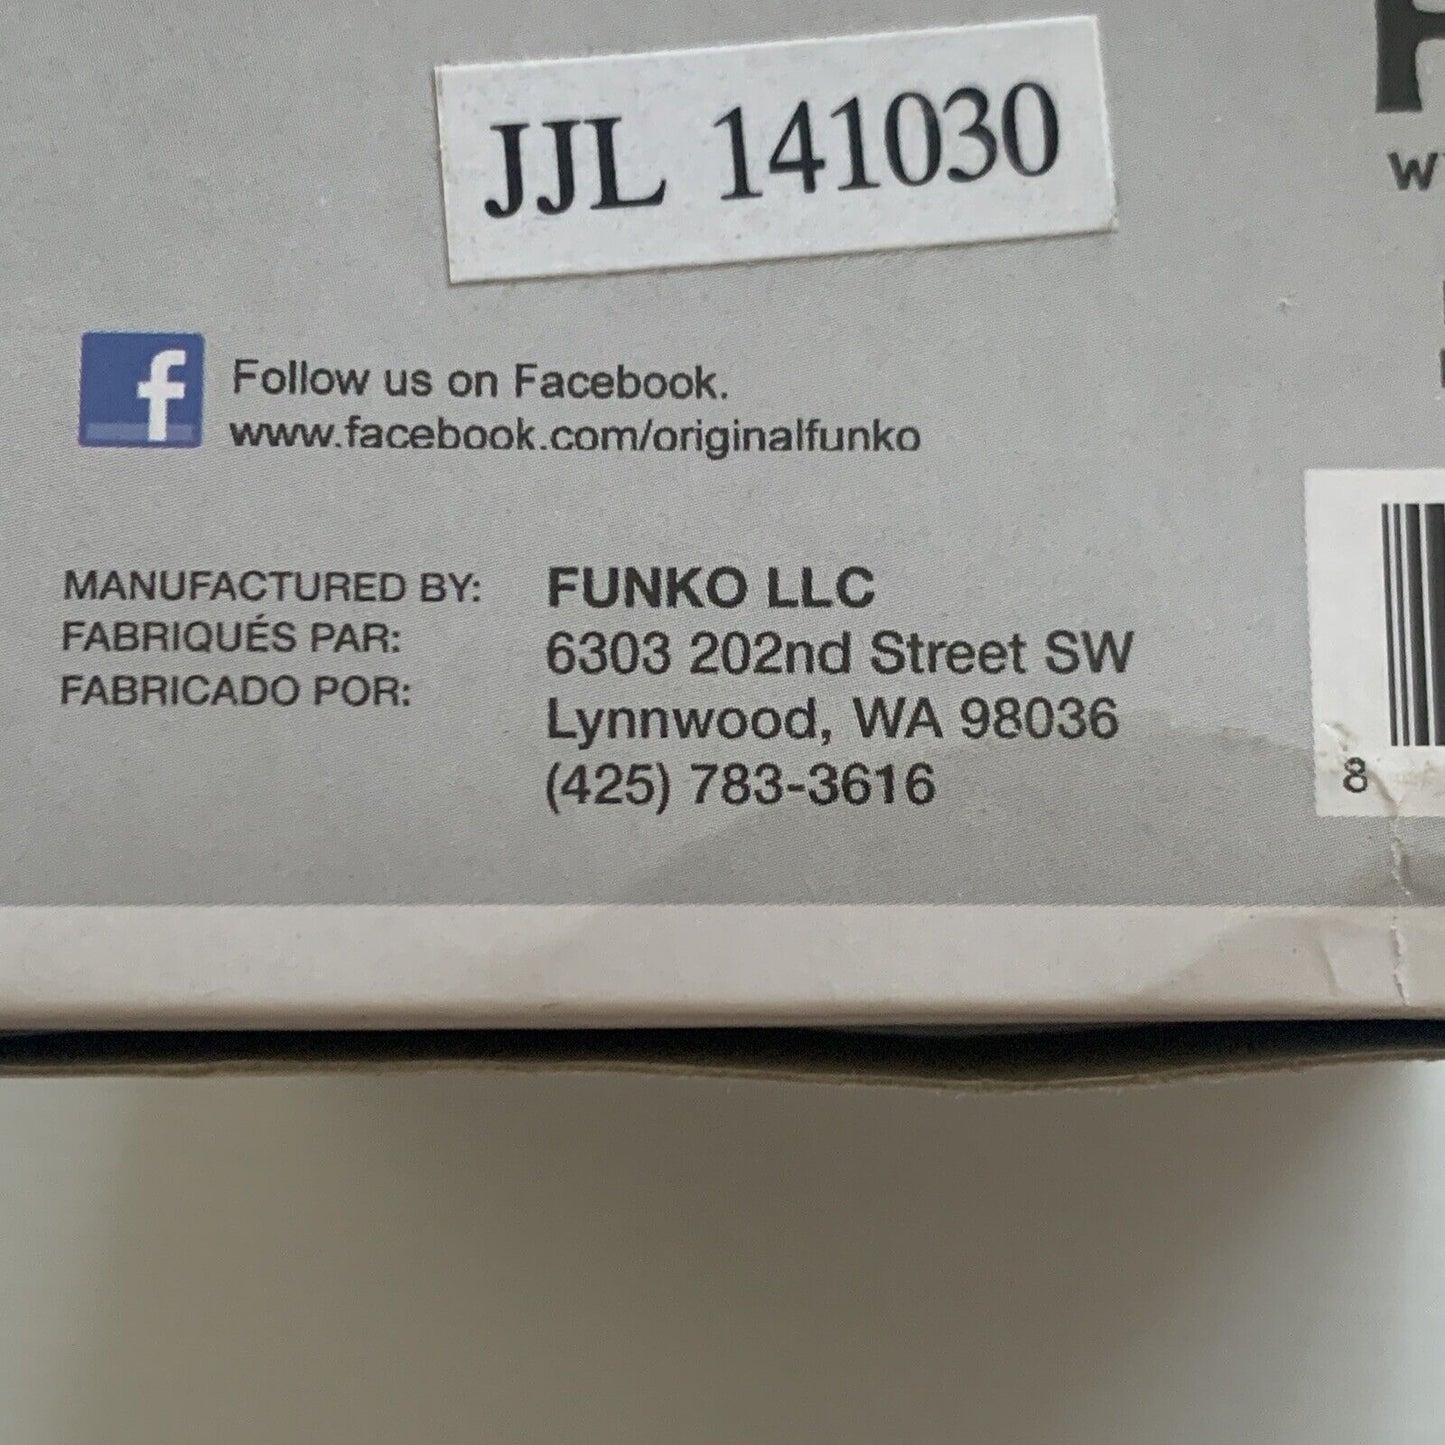 JJL 141030
f Follow us on Facebook.
www.facebook.com/originalfunko
MANUFACTURED BY:
FABRIQUÉS PAR:
FABRICADO POR:
FUNKO LLC
6303 202nd Street SW
Lynnwood, WA 98036
(425) 783-3616
8